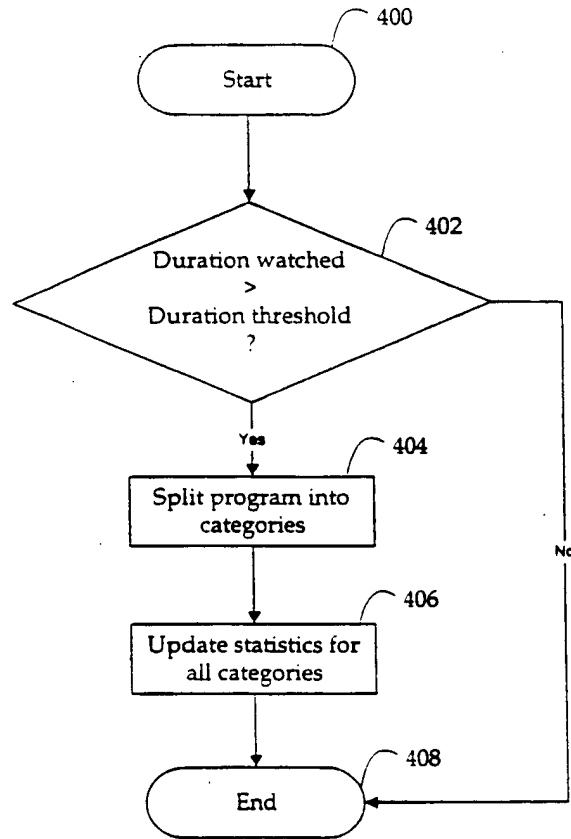 400
Start
402
Duration watched
>
Duration threshold
?
Yes
404
Split program into
categories
No
406
Update statistics for
all categories
408
End